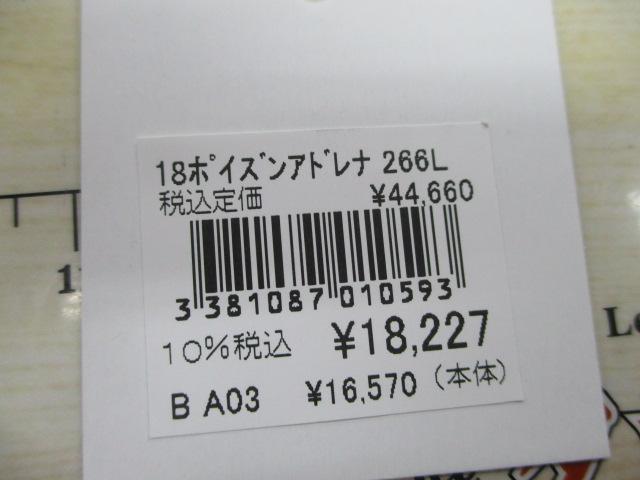 18ﾎﾟｲｽﾞﾝｱﾄﾞﾚﾅ 266L
税込定価 ¥44,660
3 381087 010593
10%税込 ¥18,227
B A03 ¥16,570 (本体)